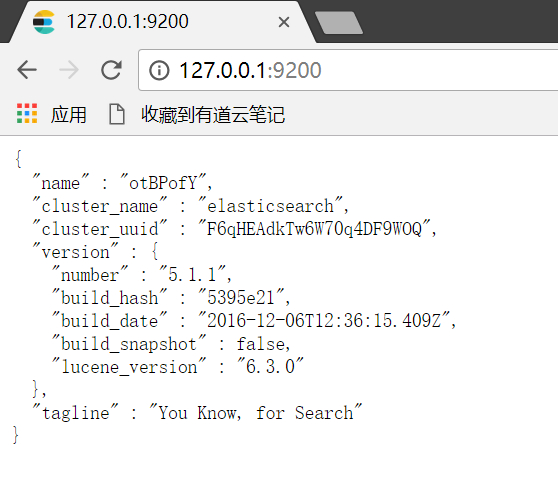 127.0.0.1:9200
127.0.0.1:9200
应用 收藏到有道云笔记
{
"name" : "otBPofY",
"cluster_name" : "elasticsearch",
"cluster_uuid" : "F6qHEAdkTw6W70q4DF9WOQ",
"version" : {
"number" : "5.1.1",
"build_hash" : "5395e21",
"build_date" : "2016-12-06T12:36:15.409Z",
"build_snapshot" : false,
"lucene_version" : "6.3.0"
},
"tagline" : "You Know, for Search"
}